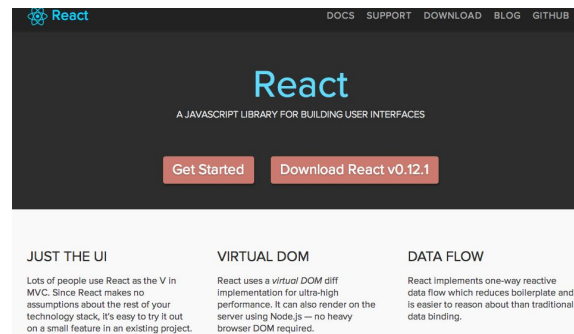 React
DOCS SUPPORT DOWNLOAD BLOG GITHUB
React
A JAVASCRIPT LIBRARY FOR BUILDING USER INTERFACES
Get Started
Download React v0.12.1
JUST THE UI
Lots of people use React as the V in
MVC. Since React makes no
assumptions about the rest of your
technology stack, it's easy to try it out
on a small feature in an existing project.
VIRTUAL DOM
React uses a virtual DOM diff
implementation for ultra-high
performance. It can also render on the
server using Node.js — no heavy
browser DOM required.
DATA FLOW
React implements one-way reactive
data flow which reduces boilerplate and
is easier to reason about than traditional
data binding.